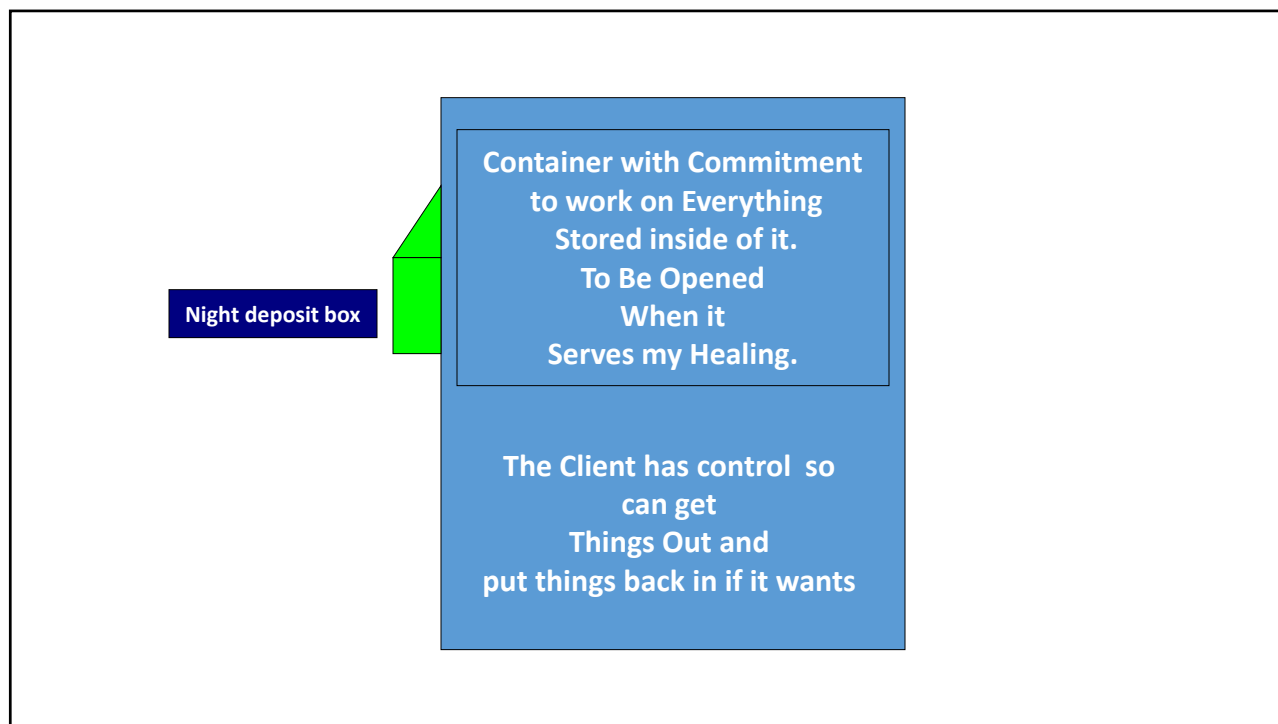 Container with Commitment
to work on Everything
Stored inside of it.
To Be Opened
When it
Serves my Healing.
Night deposit box
The Client has control  so
can get
Things Out and
put things back in if it wants